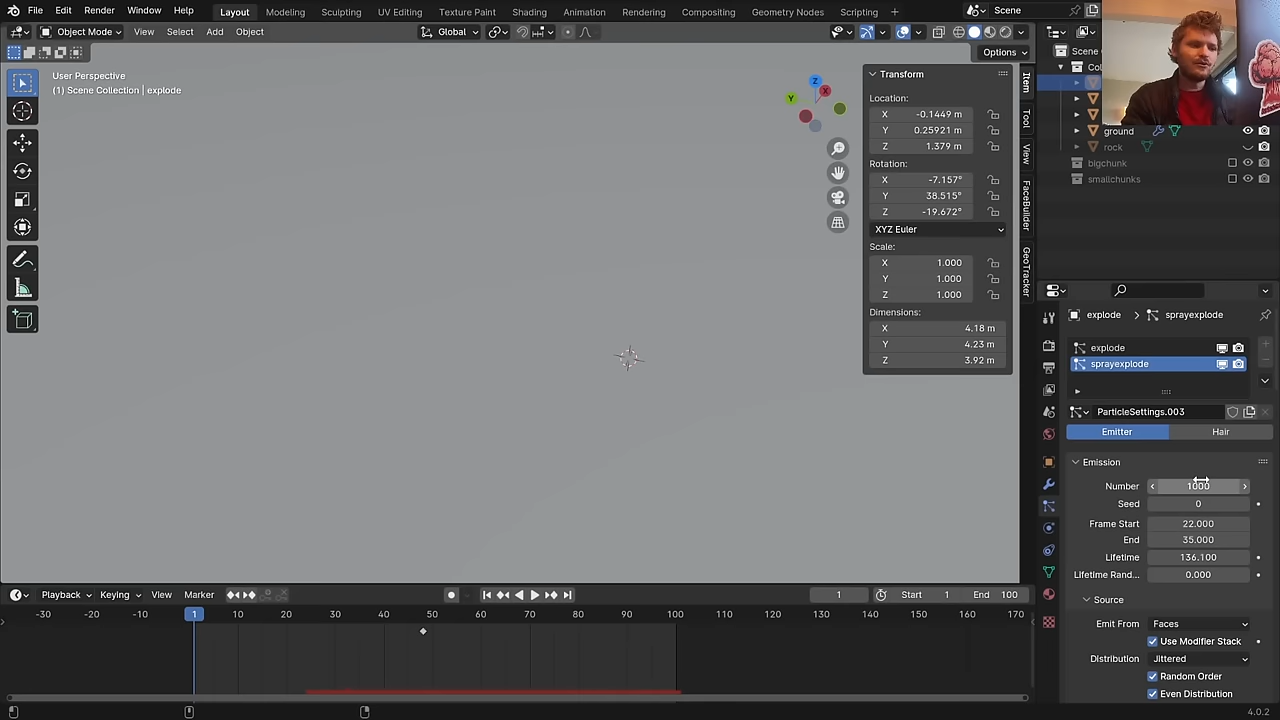 File Edit Render Window Help Layout Modeling Sculpting UV Editing Texture Paint Shading Animation Rendering Compositing Geometry Nodes Scripting + Scene
Object Mode View Select Add Object Global
Options
User Perspective
(1) Scene Collection | explode
Transform
Location:
X -0.1449 m
Y 0.25921 m
Z 1.379 m
Rotation:
X -7.157°
Y 38.515°
Z -19.672°
XYZ Euler
Scale:
X 1.000
Y 1.000
Z 1.000
Dimensions:
X 4.18 m
Y 4.23 m
Z 3.92 m
Item
Tool
View
FaceBuilder
GeoTracker
X
Y
Z
Scene
ground
rock
bigchunk
smallchunks
explode > sprayexplode
explode
sprayexplode
ParticleSettings.003
Emitter Hair
Emission
Number 1000
Seed 0
Frame Start 22.000
End 35.000
Lifetime 136.100
Lifetime Rand... 0.000
Source
Emit From Faces
Use Modifier Stack
Distribution Jittered
Random Order
Even Distribution
Playback Keying View Marker 1 Start 1 End 100
-30 -20 -10 1 10 20 30 40 50 60 70 80 90 100 110 120 130 140 150 160 170
4.0.2